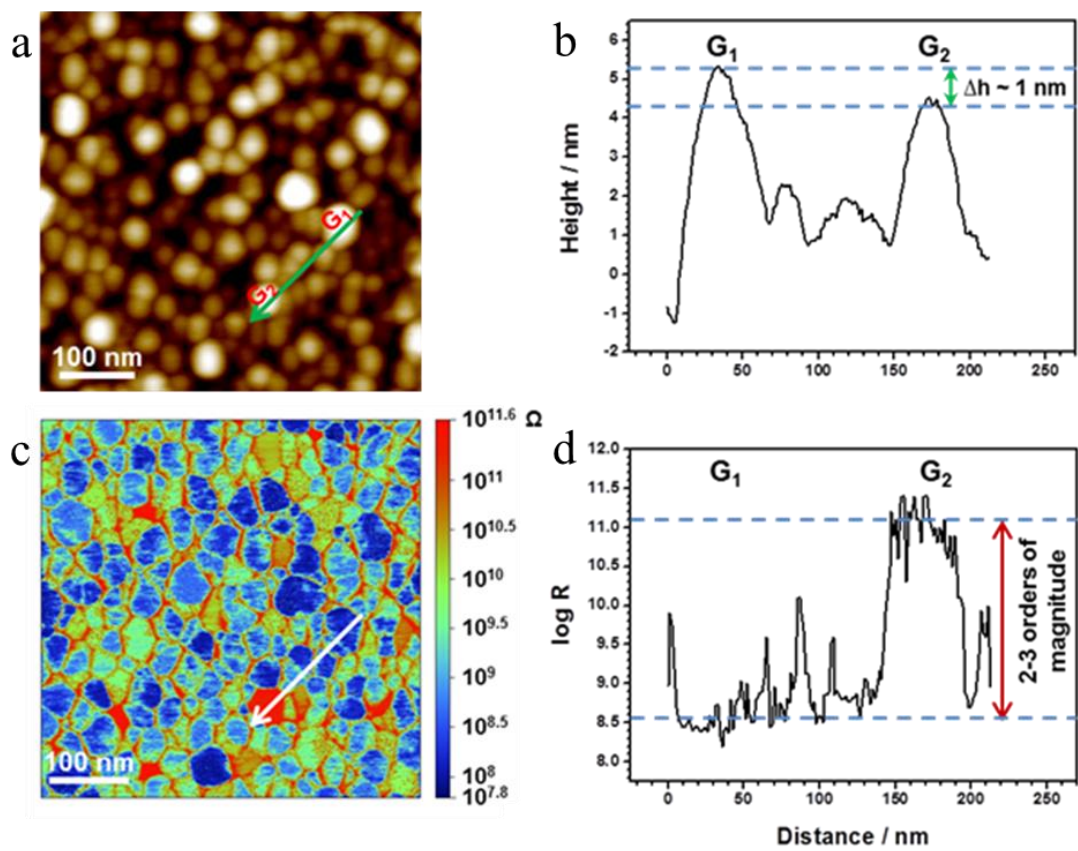 a
G₁
G₂
100 nm
b
G₁
G₂
Δh ~ 1 nm
Height / nm
6
5
4
3
2
1
0
-1
-2
0 50 100 150 200 250
c
100 nm
10^11.6 Ω
10^11
10^10.5
10^10
10^9.5
10^9
10^8.5
10^8
10^7.8
d
G₁
G₂
2-3 orders of
magnitude
log R
12.0
11.5
11.0
10.5
10.0
9.5
9.0
8.5
8.0
0 50 100 150 200 250
Distance / nm